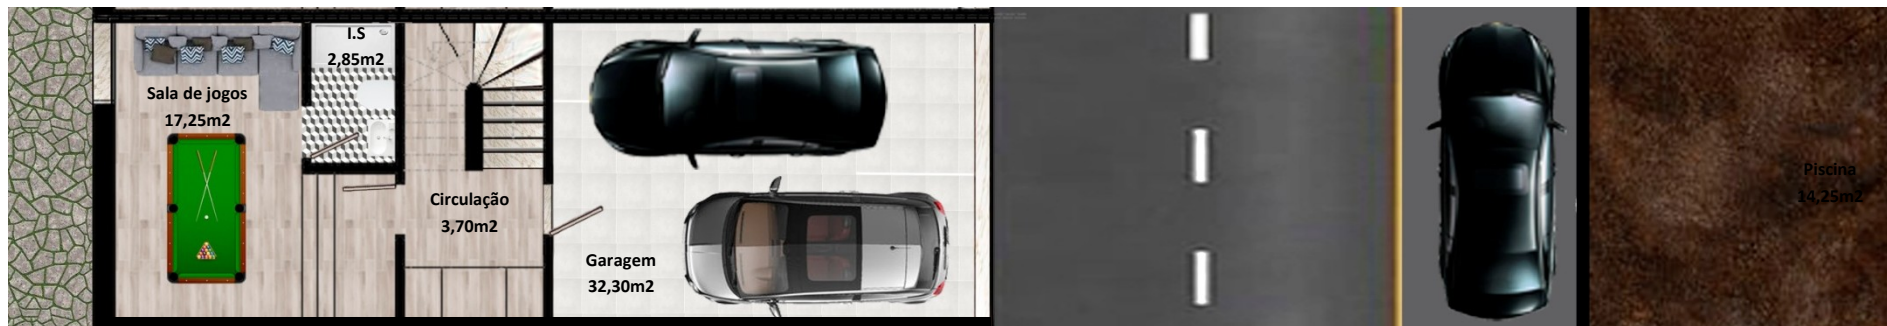 I.S
2,85m2
Sala de jogos
17,25m2
Circulação
3,70m2
Garagem
32,30m2
Piscina
14,25m2